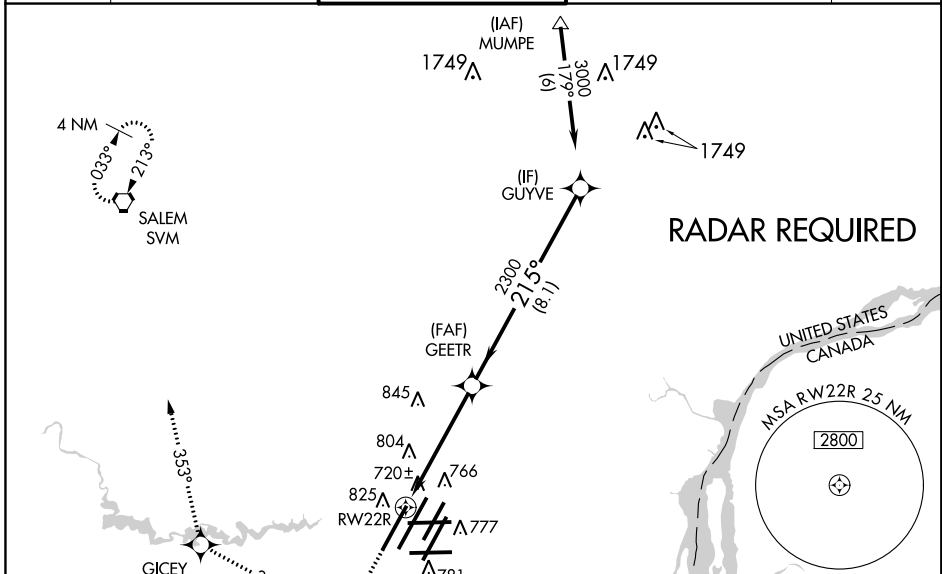 (IAF)
MUMPE
1749
3000
179°
(6)
1749
1749
4 NM
033°
213°
SALEM
SVM
(IF)
GUYVE
RADAR REQUIRED
2300
215°
(8.1)
(FAF)
GEETR
UNITED STATES
CANADA
MSA RW22R 25 NM
2800
845
804
720±
766
825
RW22R
777
353°
GICEY